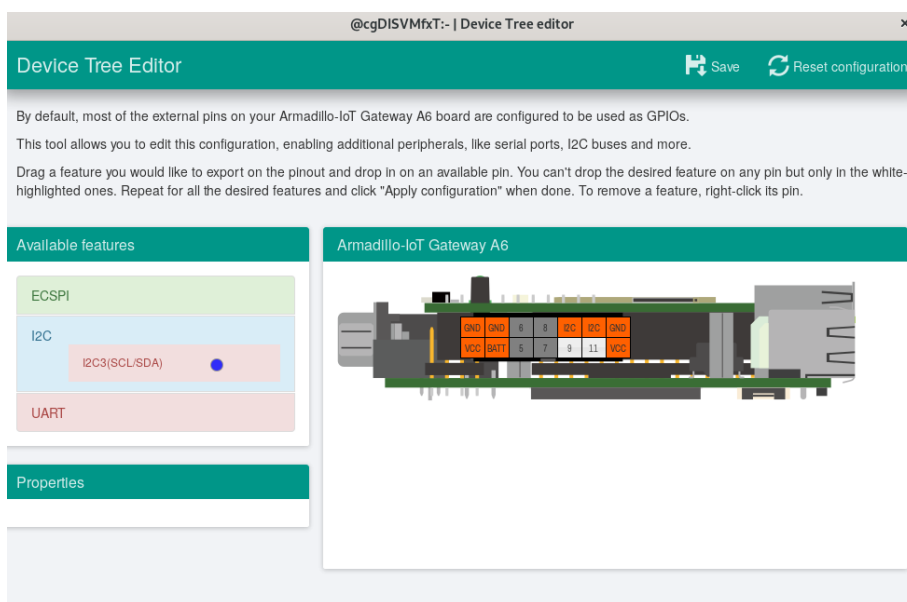 @cgDISVMfxT:- | Device Tree editor
×
Device Tree Editor
Save
Reset configuration
By default, most of the external pins on your Armadillo-IoT Gateway A6 board are configured to be used as GPIOs.
This tool allows you to edit this configuration, enabling additional peripherals, like serial ports, I2C buses and more.
Drag a feature you would like to export on the pinout and drop in on an available pin. You can't drop the desired feature on any pin but only in the white-
highlighted ones. Repeat for all the desired features and click "Apply configuration" when done. To remove a feature, right-click its pin.
Available features
ECSPI
I2C
I2C3(SCL/SDA)
UART
Properties
Armadillo-IoT Gateway A6
GND GND 6 8 I2C I2C GND
VCC BATT 5 7 9 11 VCC